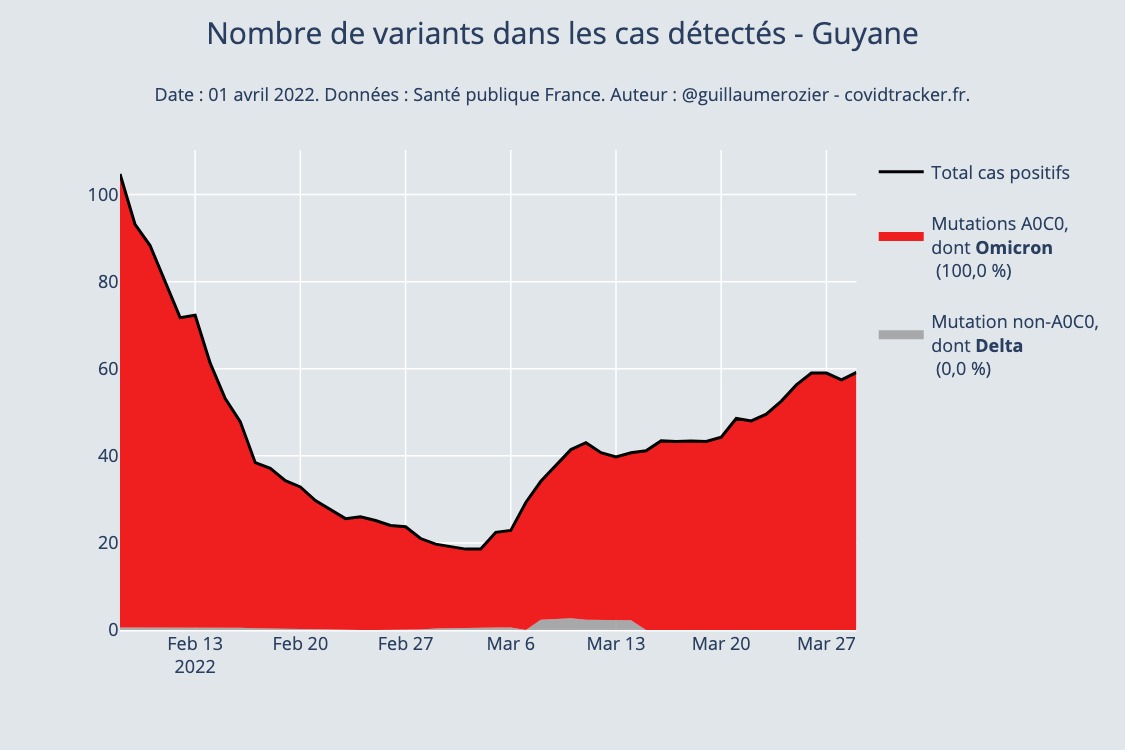 Nombre de variants dans les cas détectés - Guyane
Date : 01 avril 2022. Données : Santé publique France. Auteur : @guillaumerozier - covidtracker.fr.
Total cas positifs
Mutations A0C0,
dont Omicron
(100,0 %)
Mutation non-A0C0,
dont Delta
(0,0 %)
100
80
60
40
20
0
Feb 13 Feb 20 Feb 27 Mar 6 Mar 13 Mar 20 Mar 27
2022